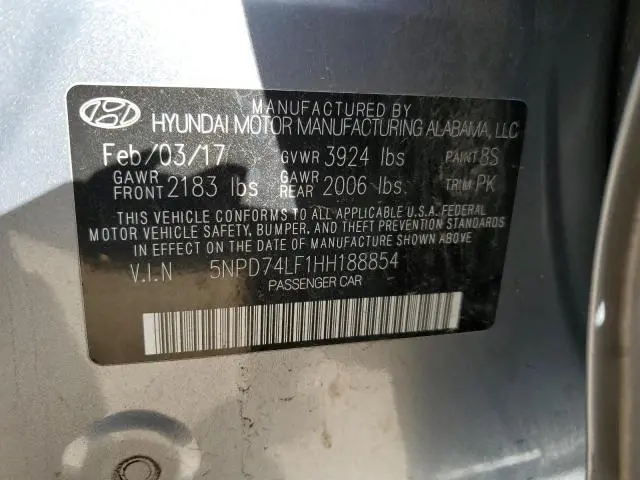 MANUFACTURED BY
HYUNDAI MOTOR MANUFACTURING ALABAMA, LLC
Feb/03/17 GVWR 3924 lbs PAINT BS
GAWR FRONT 2183 lbs GAWR REAR 2006 lbs. TRIM PK
THIS VEHICLE CONFORMS TO ALL APPLICABLE U.S.A. FEDERAL
MOTOR VEHICLE SAFETY, BUMPER, AND THEFT PREVENTION STANDARDS
IN EFFECT ON THE DATE OF MANUFACTURE SHOWN ABOVE.
V.I.N 5NPD74LF1HH188854
PASSENGER CAR